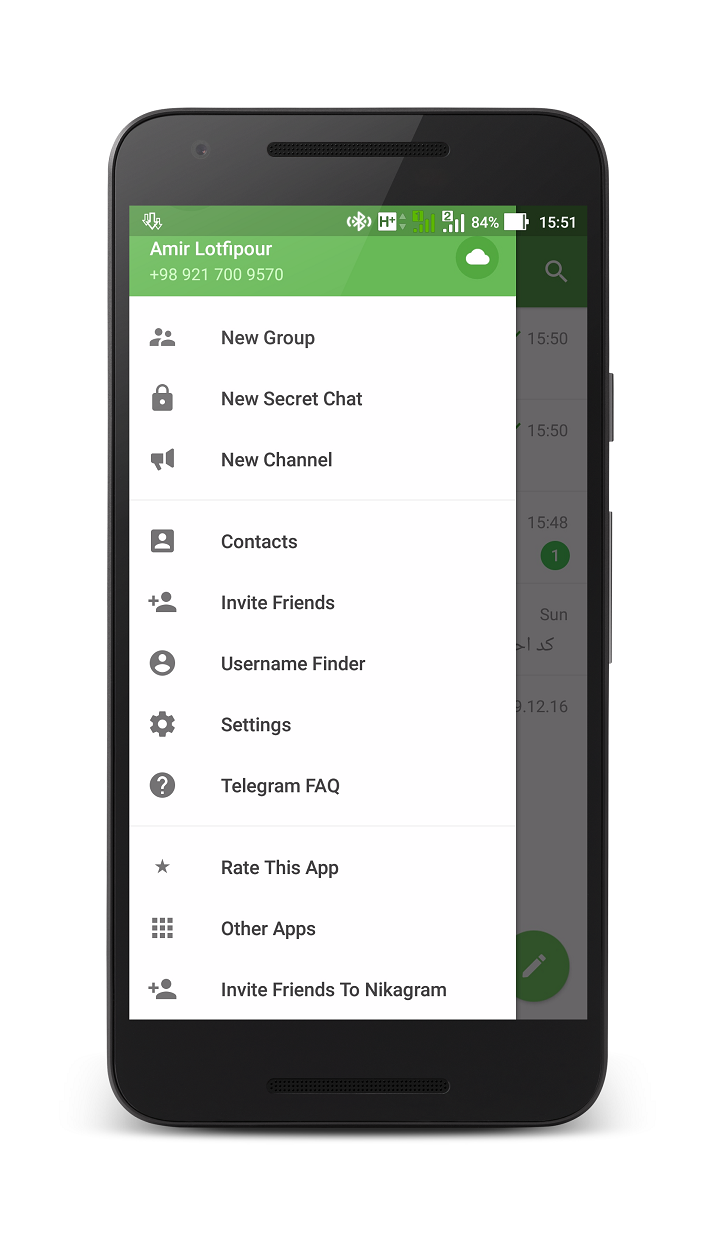 H+ 1 2 84% 15:51
Amir Lotfipour
+98 921 700 9570
15:50
New Group
New Secret Chat
15:50
New Channel
15:48
Contacts
1
Invite Friends
Sun
کد
Username Finder
9.12.16
Settings
Telegram FAQ
Rate This App
Other Apps
Invite Friends To Nikagram